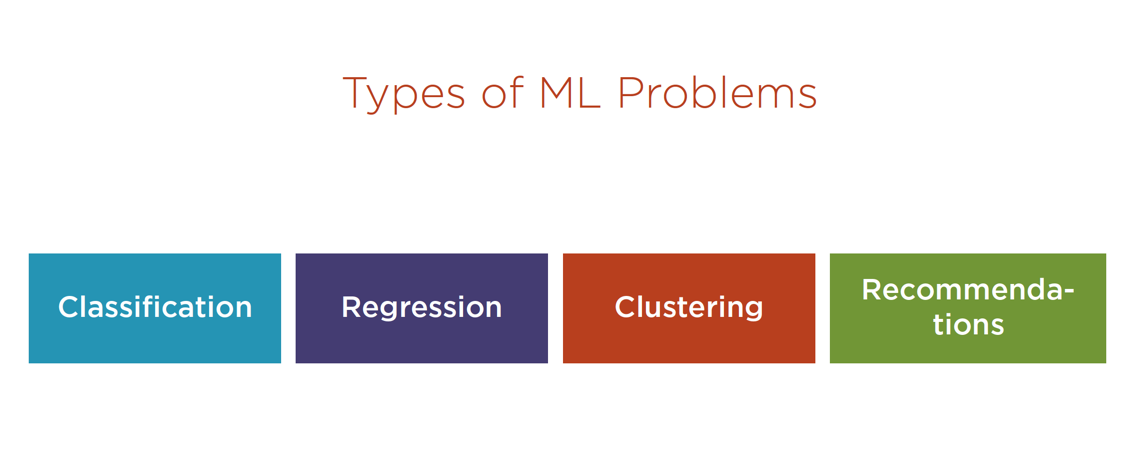 Types of ML Problems
Classification
Regression
Clustering
Recommenda-
tions